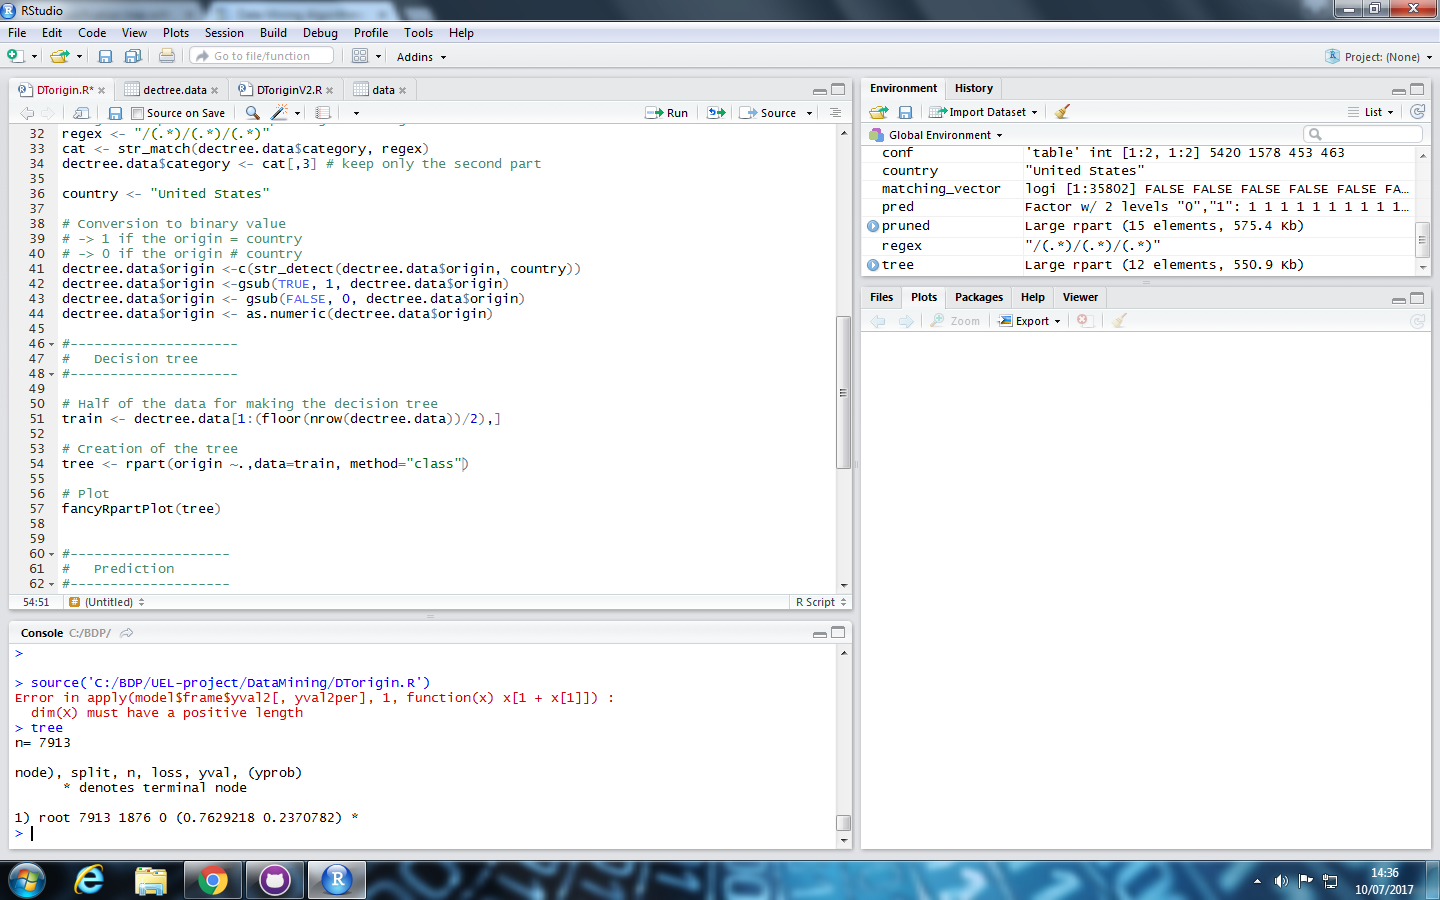 RStudio
File Edit Code View Plots Session Build Debug Profile Tools Help
Go to file/function Addins Project: (None)
DTorigin.R* dectree.data DToriginV2.R data
Source on Save Run Source
32 regex <- "/(.*)/(.*)/(.*)"
33 cat <- str_match(dectree.data$category, regex)
34 dectree.data$category <- cat[,3] # keep only the second part
35
36 country <- "United States"
37
38 # Conversion to binary value
39 # -> 1 if the origin = country
40 # -> 0 if the origin # country
41 dectree.data$origin <-c(str_detect(dectree.data$origin, country))
42 dectree.data$origin <-gsub(TRUE, 1, dectree.data$origin)
43 dectree.data$origin <- gsub(FALSE, 0, dectree.data$origin)
44 dectree.data$origin <- as.numeric(dectree.data$origin)
45
46 #---------------------
47 #   Decision tree
48 #---------------------
49
50 # Half of the data for making the decision tree
51 train <- dectree.data[1:(floor(nrow(dectree.data))/2),]
52
53 # Creation of the tree
54 tree <- rpart(origin ~.,data=train, method="class")
55
56 # Plot
57 fancyRpartPlot(tree)
58
59
60 #--------------------
61 #   Prediction
62 #--------------------
54:51 # (Untitled) R Script
Console C:/BDP/
>
> source('C:/BDP/UEL-project/DataMining/DTorigin.R')
Error in apply(model$frame$yval2[, yval2per], 1, function(x) x[1 + x[1]]) :
  dim(X) must have a positive length
> tree
n= 7913
node), split, n, loss, yval, (yprob)
      * denotes terminal node
1) root 7913 1876 0 (0.7629218 0.2370782) *
>
Environment History
Import Dataset List
Global Environment
conf 'table' int [1:2, 1:2] 5420 1578 453 463
country "United States"
matching_vector logi [1:35802] FALSE FALSE FALSE FALSE FALSE FA…
pred Factor w/ 2 levels "0","1": 1 1 1 1 1 1 1 1 1 1…
pruned Large rpart (15 elements, 575.4 Kb)
regex "/(.*)/(.*)/(.*)"
tree Large rpart (12 elements, 550.9 Kb)
Files Plots Packages Help Viewer
Zoom Export
14:36
10/07/2017